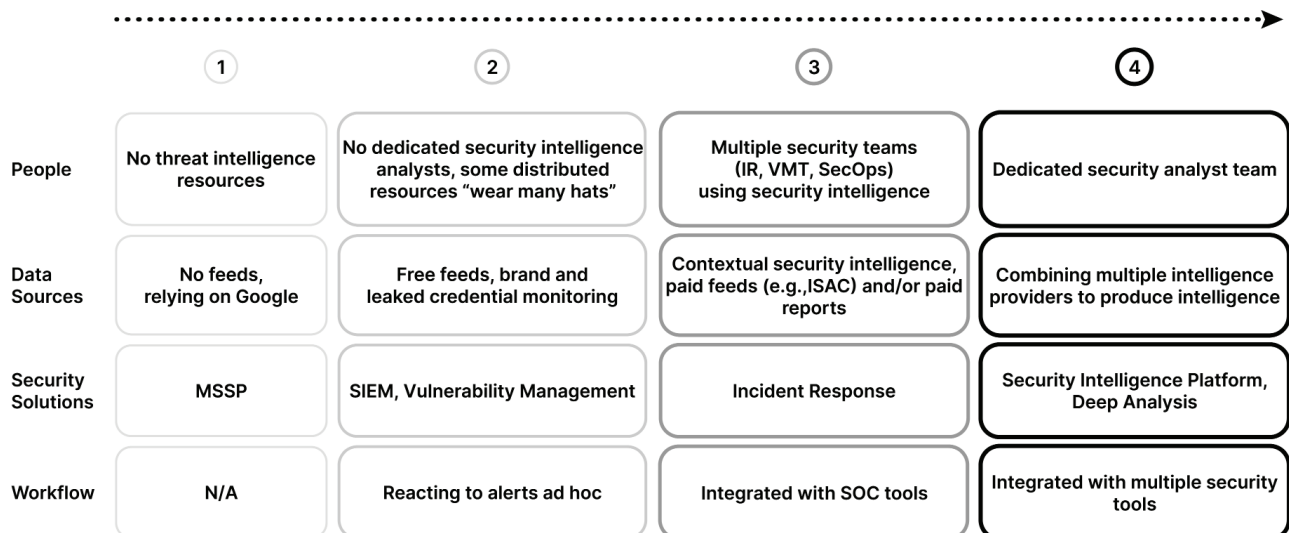 1
2
3
4
People
No threat intelligence
resources
No dedicated security intelligence
analysts, some distributed
resources “wear many hats”
Multiple security teams
(IR, VMT, SecOps)
using security intelligence
Dedicated security analyst team
Data
Sources
No feeds,
relying on Google
Free feeds, brand and
leaked credential monitoring
Contextual security intelligence,
paid feeds (e.g.,ISAC) and/or paid
reports
Combining multiple intelligence
providers to produce intelligence
Security
Solutions
MSSP
SIEM, Vulnerability Management
Incident Response
Security Intelligence Platform,
Deep Analysis
Workflow
N/A
Reacting to alerts ad hoc
Integrated with SOC tools
Integrated with multiple security
tools